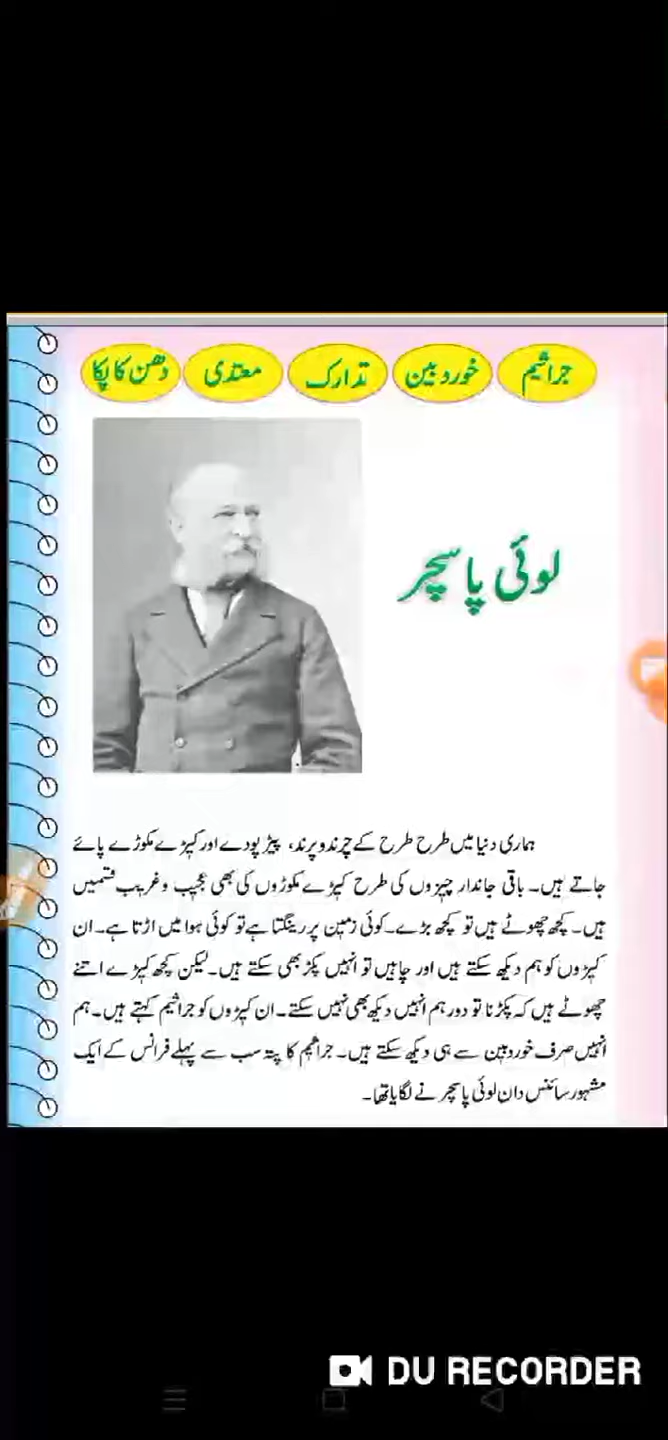 جراثیم
خوردبین
تدارک
معتدی
دھن کا پکا
لوئی پاسچر
ہماری دنیا میں طرح طرح کے چرند و پرند، پیڑ پودے اور کیڑے مکوڑے پائے
جاتے ہیں۔ باقی جاندار چیزوں کی طرح کیڑے مکوڑوں کی بھی عجیب و غریب قسمیں
ہیں۔ کچھ چھوٹے ہیں تو کچھ بڑے۔ کوئی زمین پر رینگتا ہے تو کوئی ہوا میں اڑتا ہے۔ ان
کیڑوں کو ہم دیکھ سکتے ہیں اور چاہیں تو انہیں پکڑ بھی سکتے ہیں۔ لیکن کچھ کیڑے اتنے
چھوٹے ہیں کہ پکڑنا تو دور ہم انہیں دیکھ بھی نہیں سکتے۔ ان کیڑوں کو جراثیم کہتے ہیں۔ ہم
انہیں صرف خوردبین سے ہی دیکھ سکتے ہیں۔ جراثیم کا پتہ سب سے پہلے فرانس کے ایک
مشہور سائنس دان لوئی پاسچر نے لگایا تھا۔
DU RECORDER